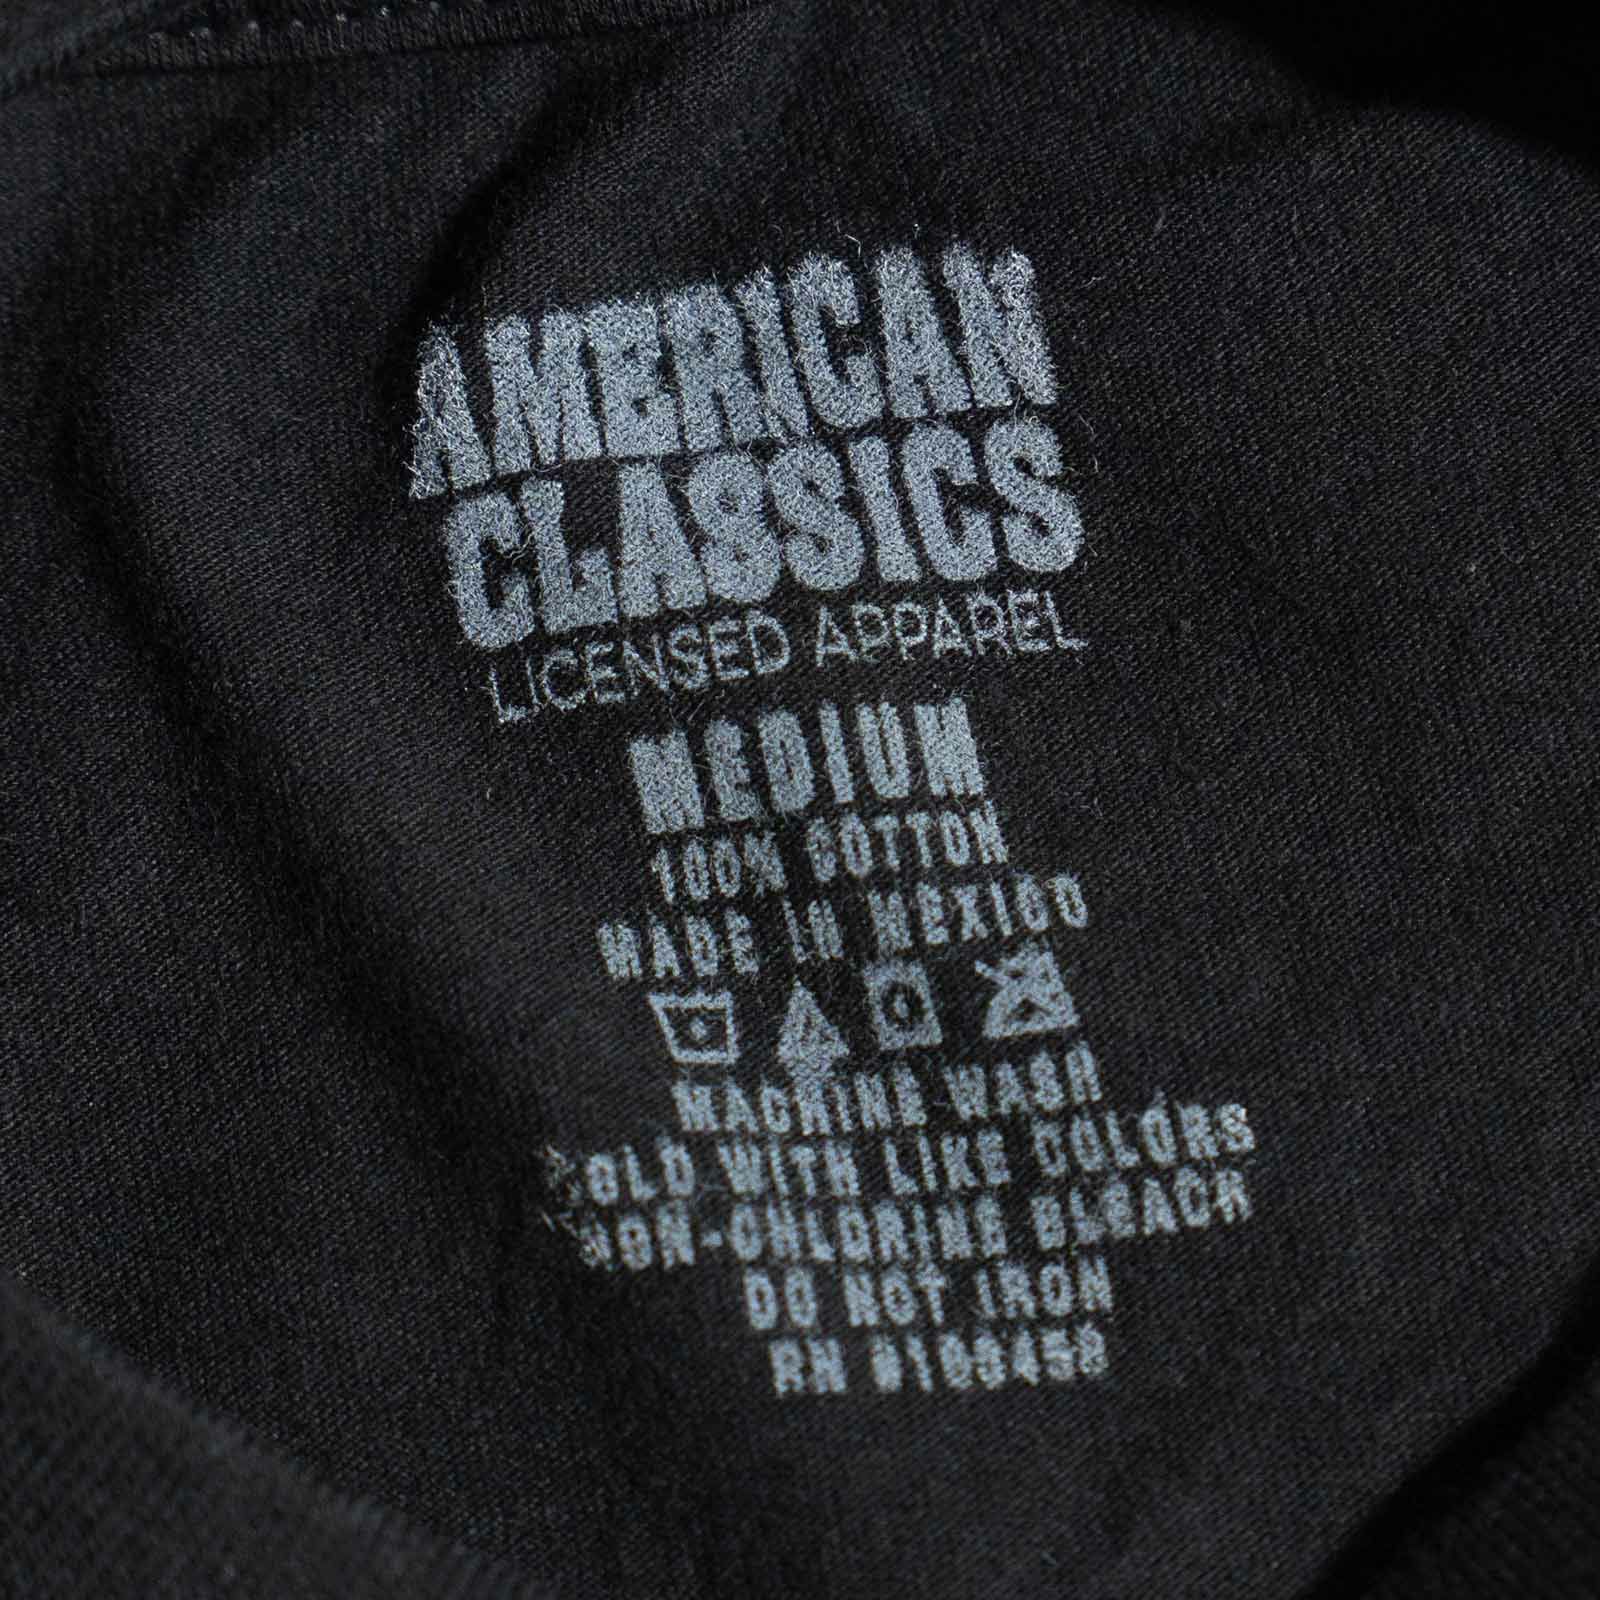 AMERICAN
CLASSICS
LICENSED APPAREL
MEDIUM
100% COTTON
MADE IN MEXICO
MACHINE WASH
COLD WITH LIKE COLORS
NON-CHLORINE BLEACH
DO NOT IRON
RN